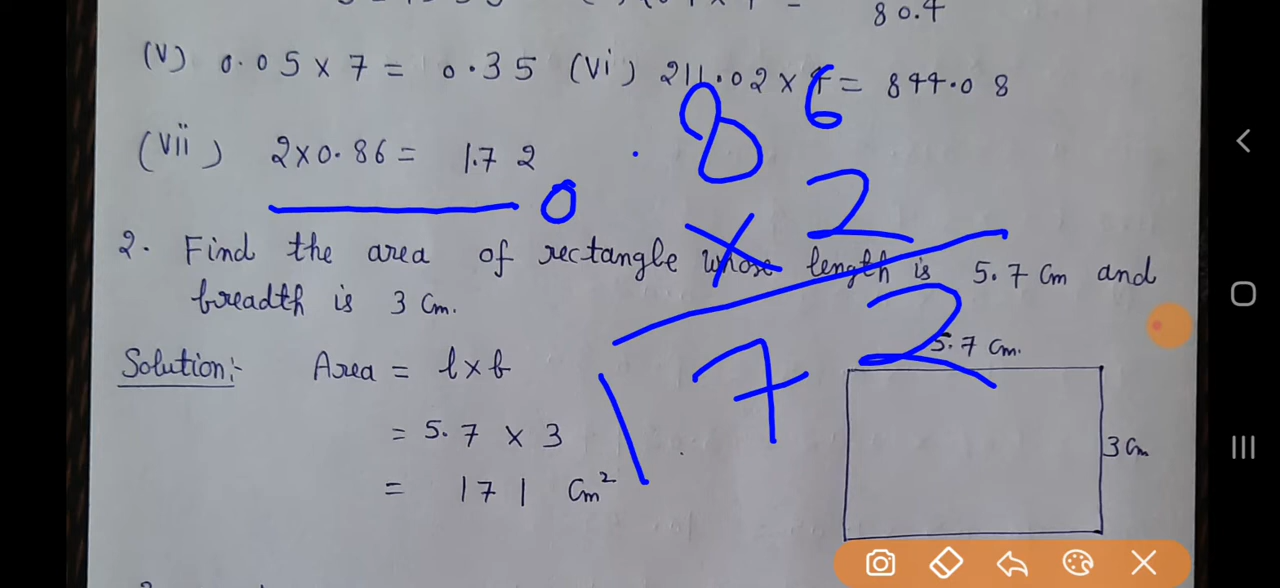 80.4
(V) 0.05 × 7 = 0.35 (Vi) 211.02 × 4 = 844.08
(Vii) 2×0.86 = 1.72
0
.86
× 2
172
2. Find the area of rectangle whose length is 5.7 Cm and
breadth is 3 Cm.
5.7 Cm.
Solution:- Area = l × b
= 5.7 × 3
3 Cm
= 171 Cm²